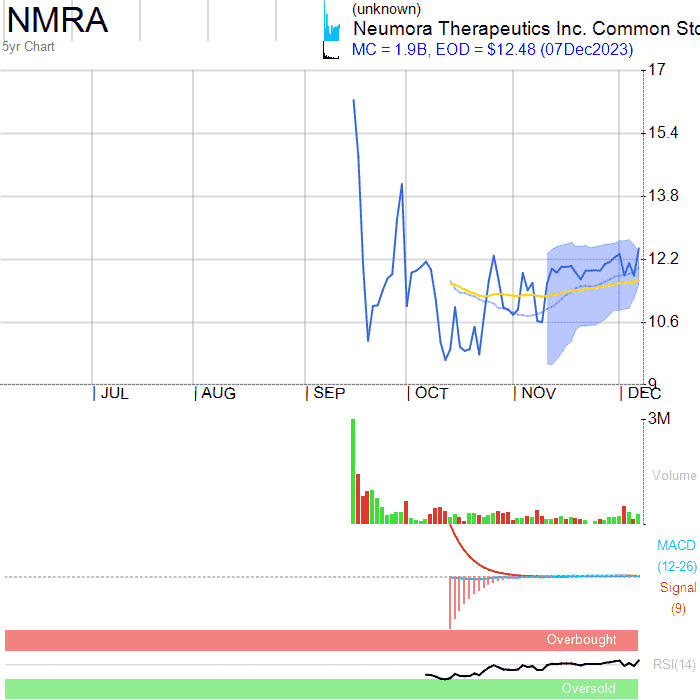 NMRA
(unknown)
Neumora Therapeutics Inc. Common Sto
5yr Chart
MC = 1.9B, EOD = $12.48 (07Dec2023)
17
15.4
13.8
12.2
10.6
9
JUL AUG SEP OCT NOV DEC
3M
Volume
MACD
(12-26)
Signal
(9)
Overbought
RSI(14)
Oversold